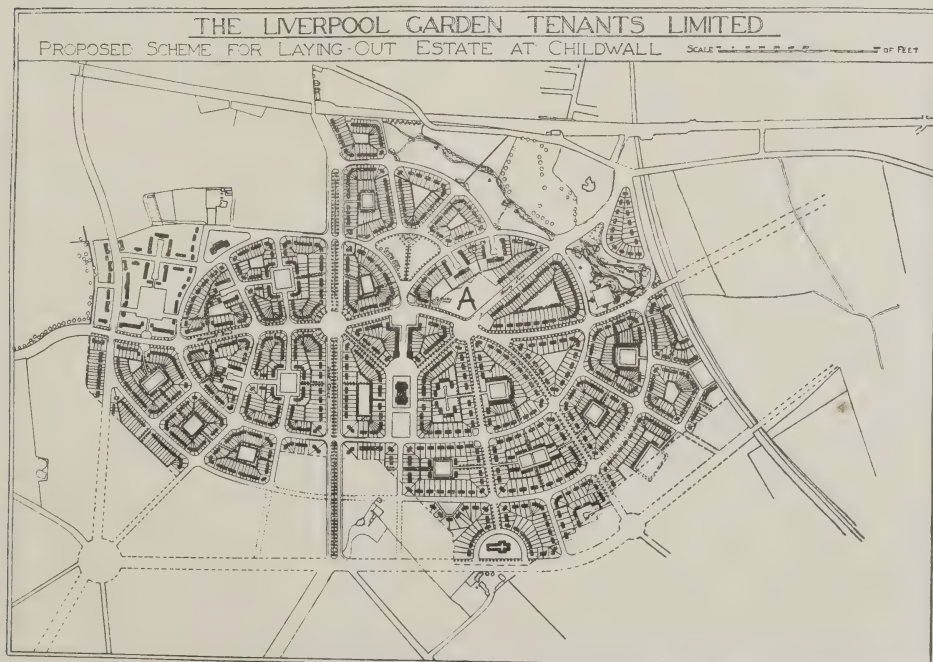 THE LIVERPOOL GARDEN TENANTS LIMITED
PROPOSED SCHEME FOR LAYING-OUT ESTATE AT CHILDWALL SCALE OF FEET
A